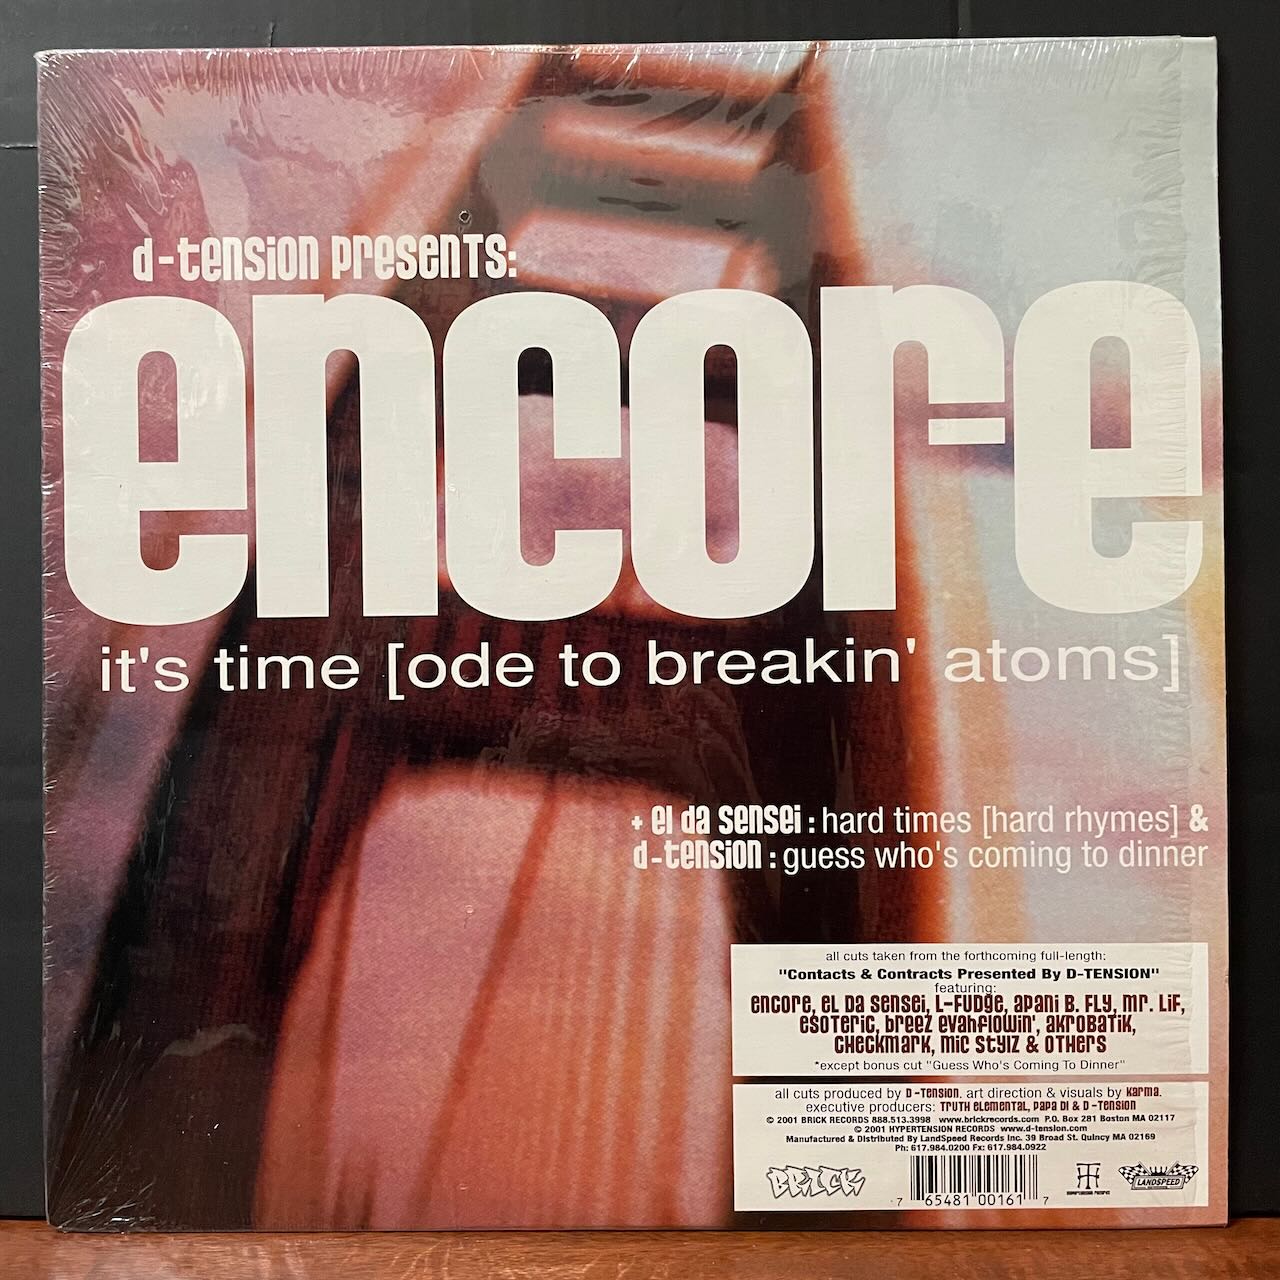 d-tension presents:
encore
it's time [ode to breakin' atoms]
+ el da sensei : hard times [hard rhymes] &
d-tension : guess who's coming to dinner
all cuts taken from the forthcoming full-length:
"Contacts & Contracts Presented By D-TENSION"
featuring:
encore, el da sensei, L-Fudge, apani B. Fly, mr. Lif,
esoteric, breez evahflowin', akrobatik,
checkmark, mic stylz & others
*except bonus cut "Guess Who's Coming To Dinner"
all cuts produced by D-Tension. art direction & visuals by Karma.
executive producers: Truth elemental, papa DI & D-Tension
© 2001 BRICK RECORDS 888.513.3998 www.brickrecords.com P.O. Box 281 Boston MA 02117
© 2001 HYPERTENSION RECORDS www.d-tension.com
Manufactured & Distributed By LandSpeed Records Inc. 39 Broad St. Quincy MA 02169
Ph: 617.984.0200 Fx: 617.984.0922
BRICK
7 65481 00161 7
HT
LANDSPEED